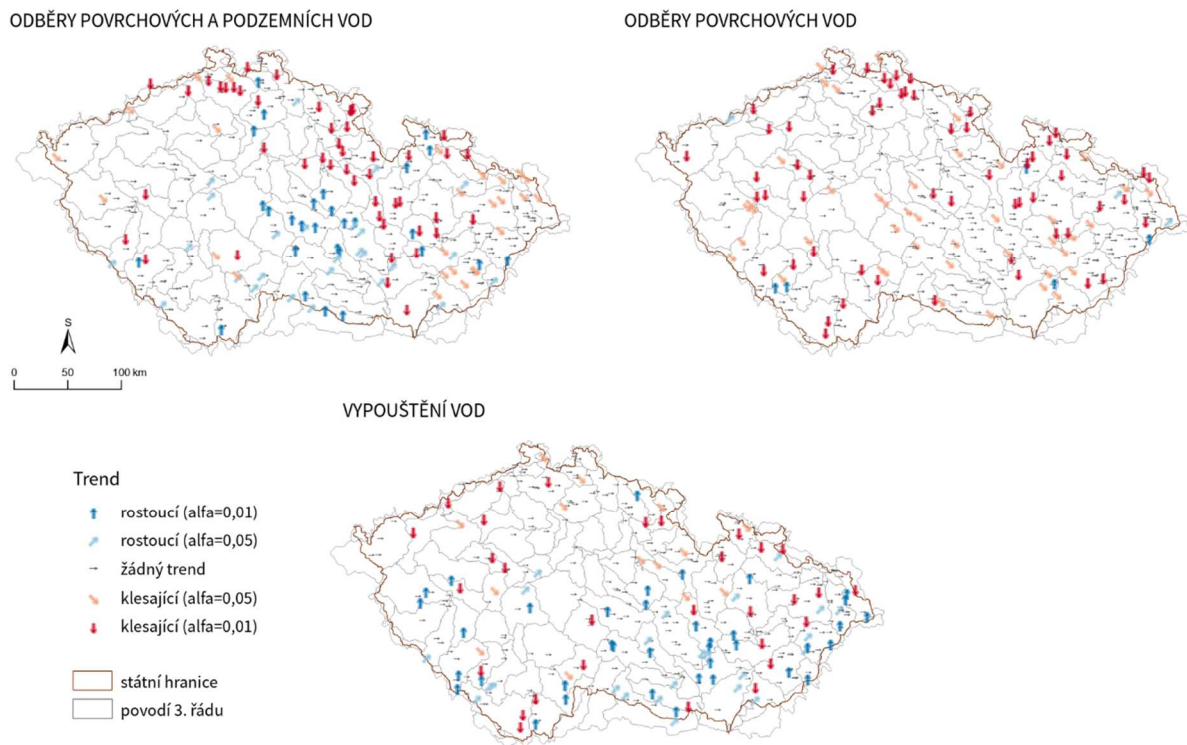 ODBĚRY POVRCHOVÝCH A PODZEMNÍCH VOD
ODBĚRY POVRCHOVÝCH VOD
S
0 50 100 km
VYPOUŠTĚNÍ VOD
Trend
rostoucí (alfa=0,01)
rostoucí (alfa=0,05)
žádný trend
klesající (alfa=0,05)
klesající (alfa=0,01)
státní hranice
povodí 3. řádu